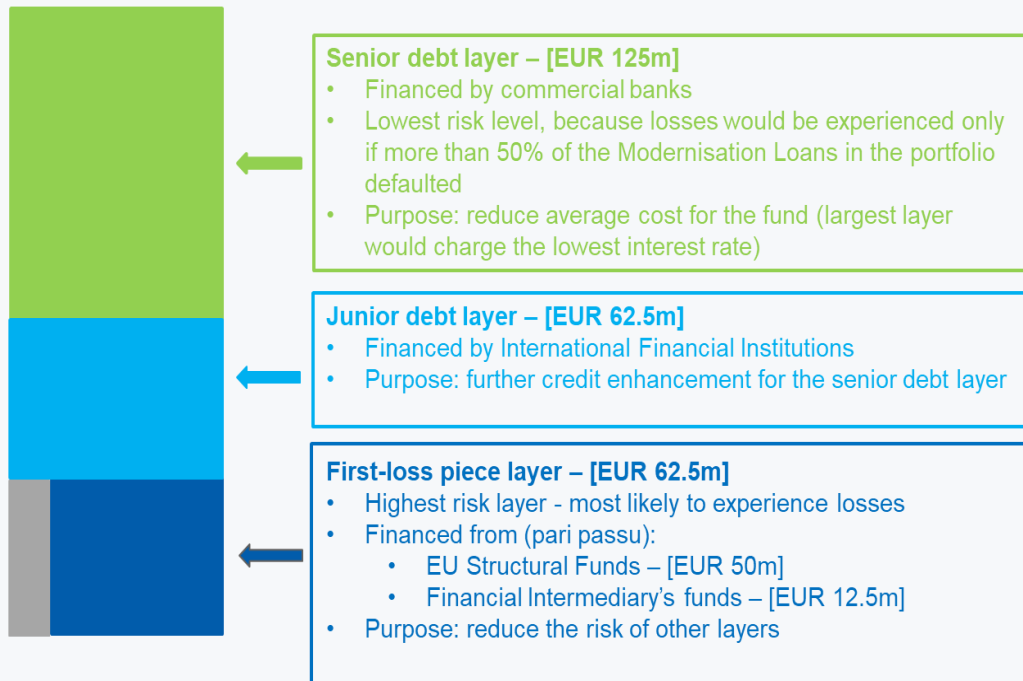 Senior debt layer – [EUR 125m]
• Financed by commercial banks
• Lowest risk level, because losses would be experienced only
if more than 50% of the Modernisation Loans in the portfolio
defaulted
• Purpose: reduce average cost for the fund (largest layer
would charge the lowest interest rate)
Junior debt layer – [EUR 62.5m]
• Financed by International Financial Institutions
• Purpose: further credit enhancement for the senior debt layer
First-loss piece layer – [EUR 62.5m]
• Highest risk layer - most likely to experience losses
• Financed from (pari passu):
• EU Structural Funds – [EUR 50m]
• Financial Intermediary's funds – [EUR 12.5m]
• Purpose: reduce the risk of other layers